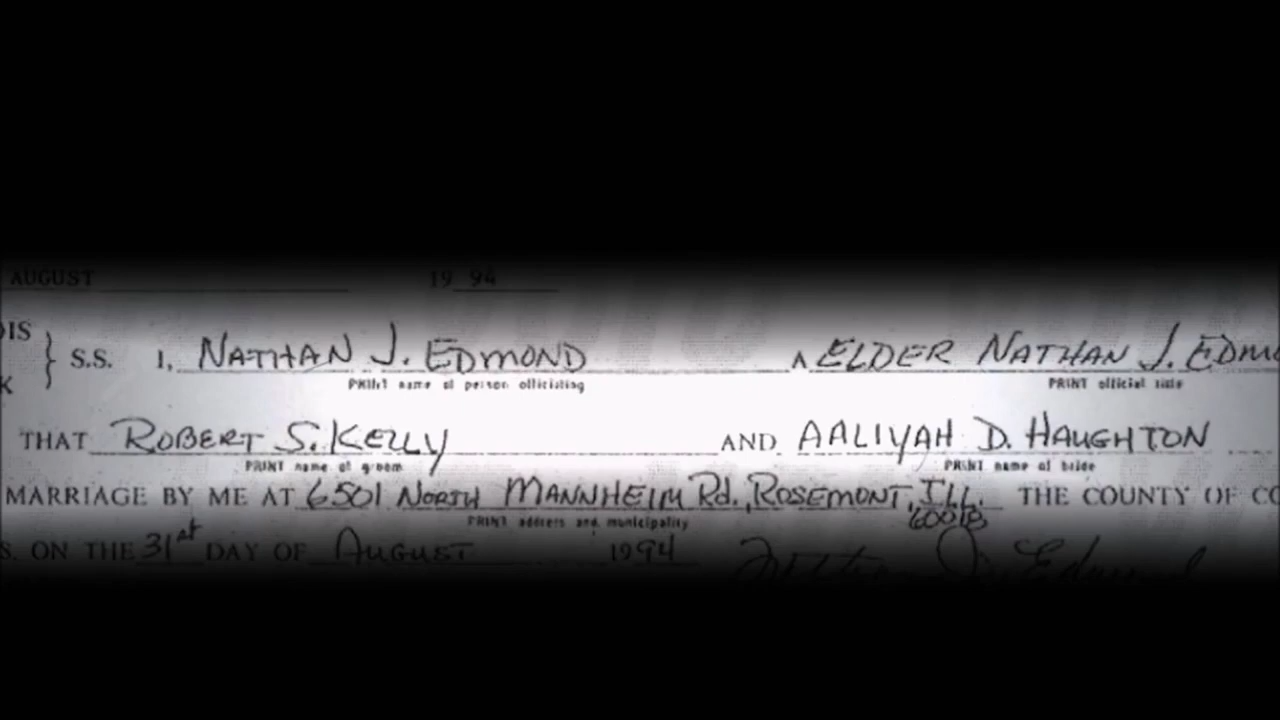 AUGUST 19 94
S.S. I, NATHAN J. EDMOND A ELDER NATHAN J.
PRINT name of person officiating PRINT official title
THAT ROBERT S. KELLY AND AALIYAH D. HAUGHTON
PRINT name of groom PRINT name of bride
MARRIAGE BY ME AT 6501 NORTH MANNHEIM Rd., ROSEMONT, ILL. THE COUNTY OF
PRINT address and municipality 60018
ON THE 31st DAY OF AUGUST 1994